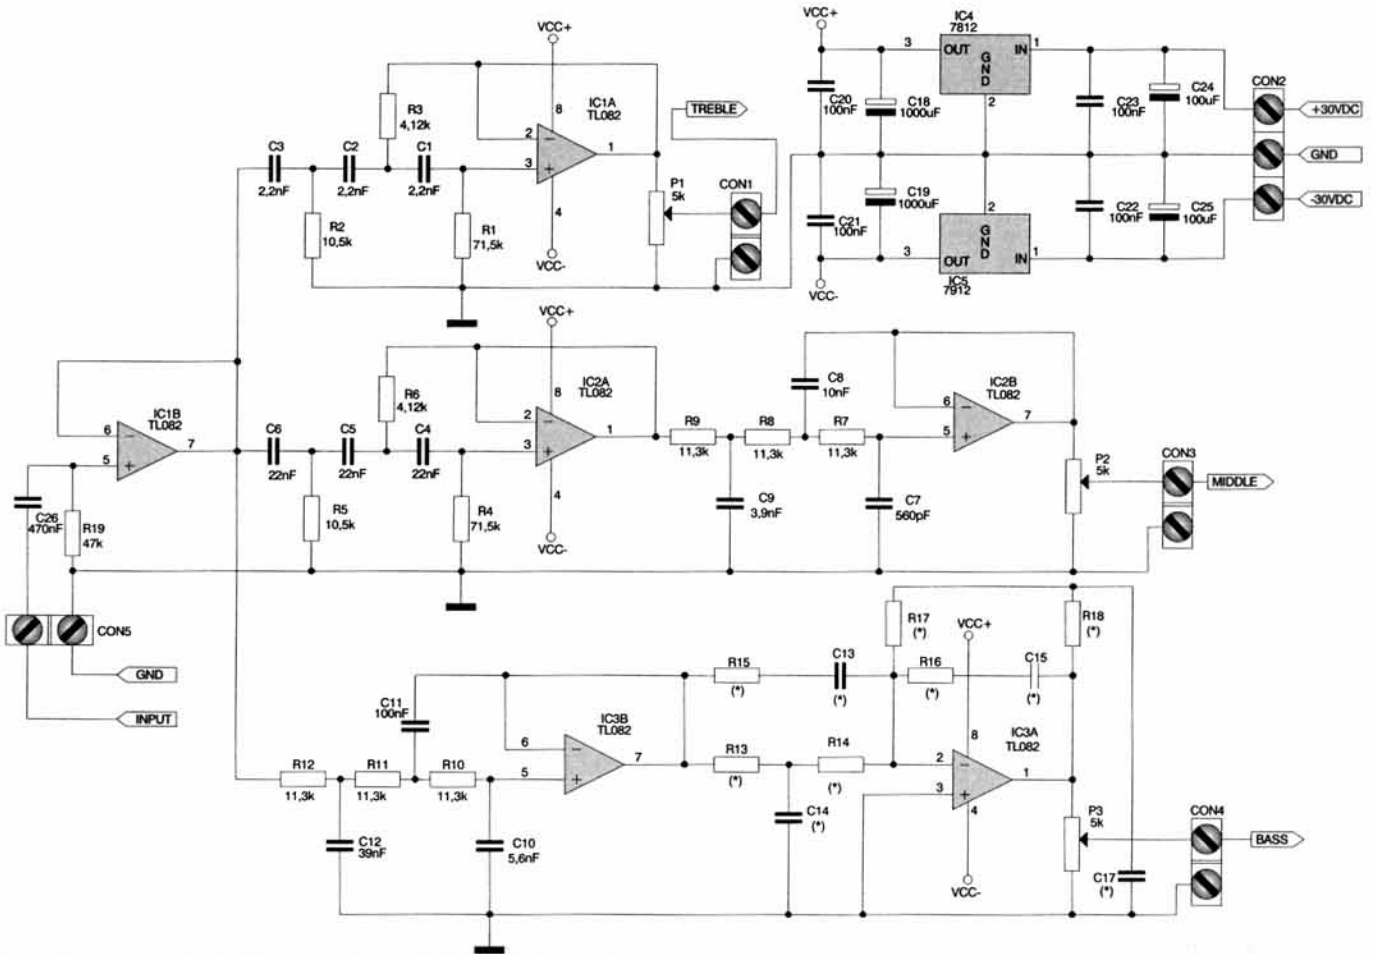 VCC+
IC1A
TL082
8
2
3
1
4
VCC-
R3
4,12k
C3
2,2nF
C2
2,2nF
C1
2,2nF
R2
10,5k
R1
71,5k
P1
5k
TREBLE
CON1
VCC+
IC4
7812
3
OUT
IN
1
GND
2
C20
100nF
C18
1000uF
C23
100nF
C24
100uF
CON2
+30VDC
GND
-30VDC
C21
100nF
C19
1000uF
C22
100nF
C25
100uF
2
GND
3
OUT
IN
1
IC5
7912
VCC-
VCC+
IC2A
TL082
8
2
3
1
4
VCC-
R6
4,12k
C6
22nF
C5
22nF
C4
22nF
R5
10,5k
R4
71,5k
R9
11,3k
R8
11,3k
R7
11,3k
C8
10nF
C9
3,9nF
C7
560pF
IC2B
TL082
6
5
7
P2
5k
CON3
MIDDLE
IC1B
TL082
6
5
7
C26
470nF
R19
47k
CON5
GND
INPUT
R12
11,3k
R11
11,3k
R10
11,3k
C11
100nF
C12
39nF
C10
5,6nF
IC3B
TL082
6
5
7
R15
(*)
C13
(*)
R13
(*)
R14
(*)
C14
(*)
R17
(*)
R16
(*)
C15
(*)
R18
(*)
VCC+
IC3A
TL082
8
2
3
1
4
VCC-
P3
5k
C17
(*)
CON4
BASS